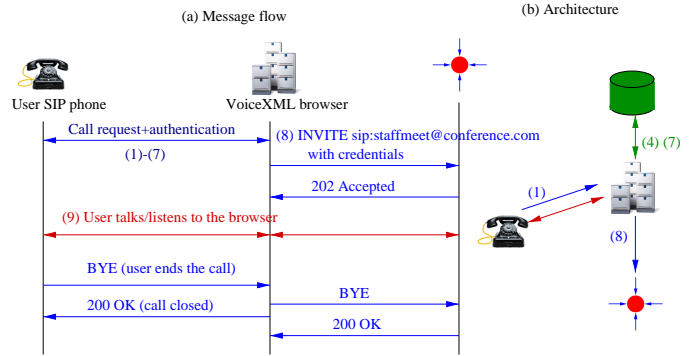 (a) Message flow
(b) Architecture
User SIP phone
VoiceXML browser
Call request+authentication
(1)-(7)
(8) INVITE sip:staffmeet@conference.com
with credentials
202 Accepted
(9) User talks/listens to the browser
BYE (user ends the call)
BYE
200 OK (call closed)
200 OK
(4) (7)
(1)
(8)